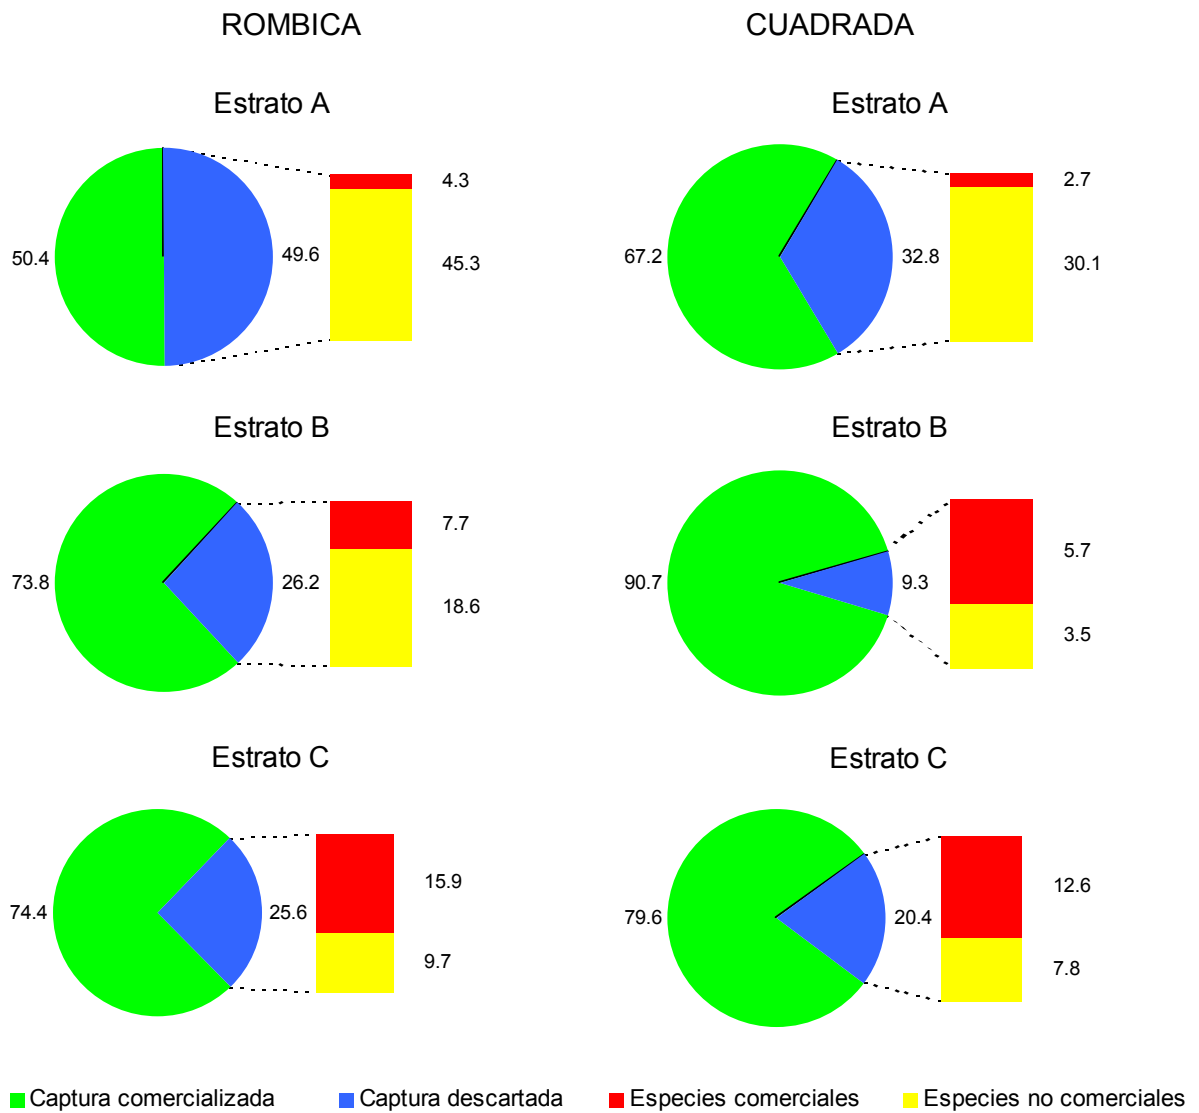 ROMBICA
CUADRADA
Estrato A
Estrato A
50.4
49.6
4.3
45.3
67.2
32.8
2.7
30.1
Estrato B
Estrato B
73.8
26.2
7.7
18.6
90.7
9.3
5.7
3.5
Estrato C
Estrato C
74.4
25.6
15.9
9.7
79.6
20.4
12.6
7.8
Captura comercializada
Captura descartada
Especies comerciales
Especies no comerciales